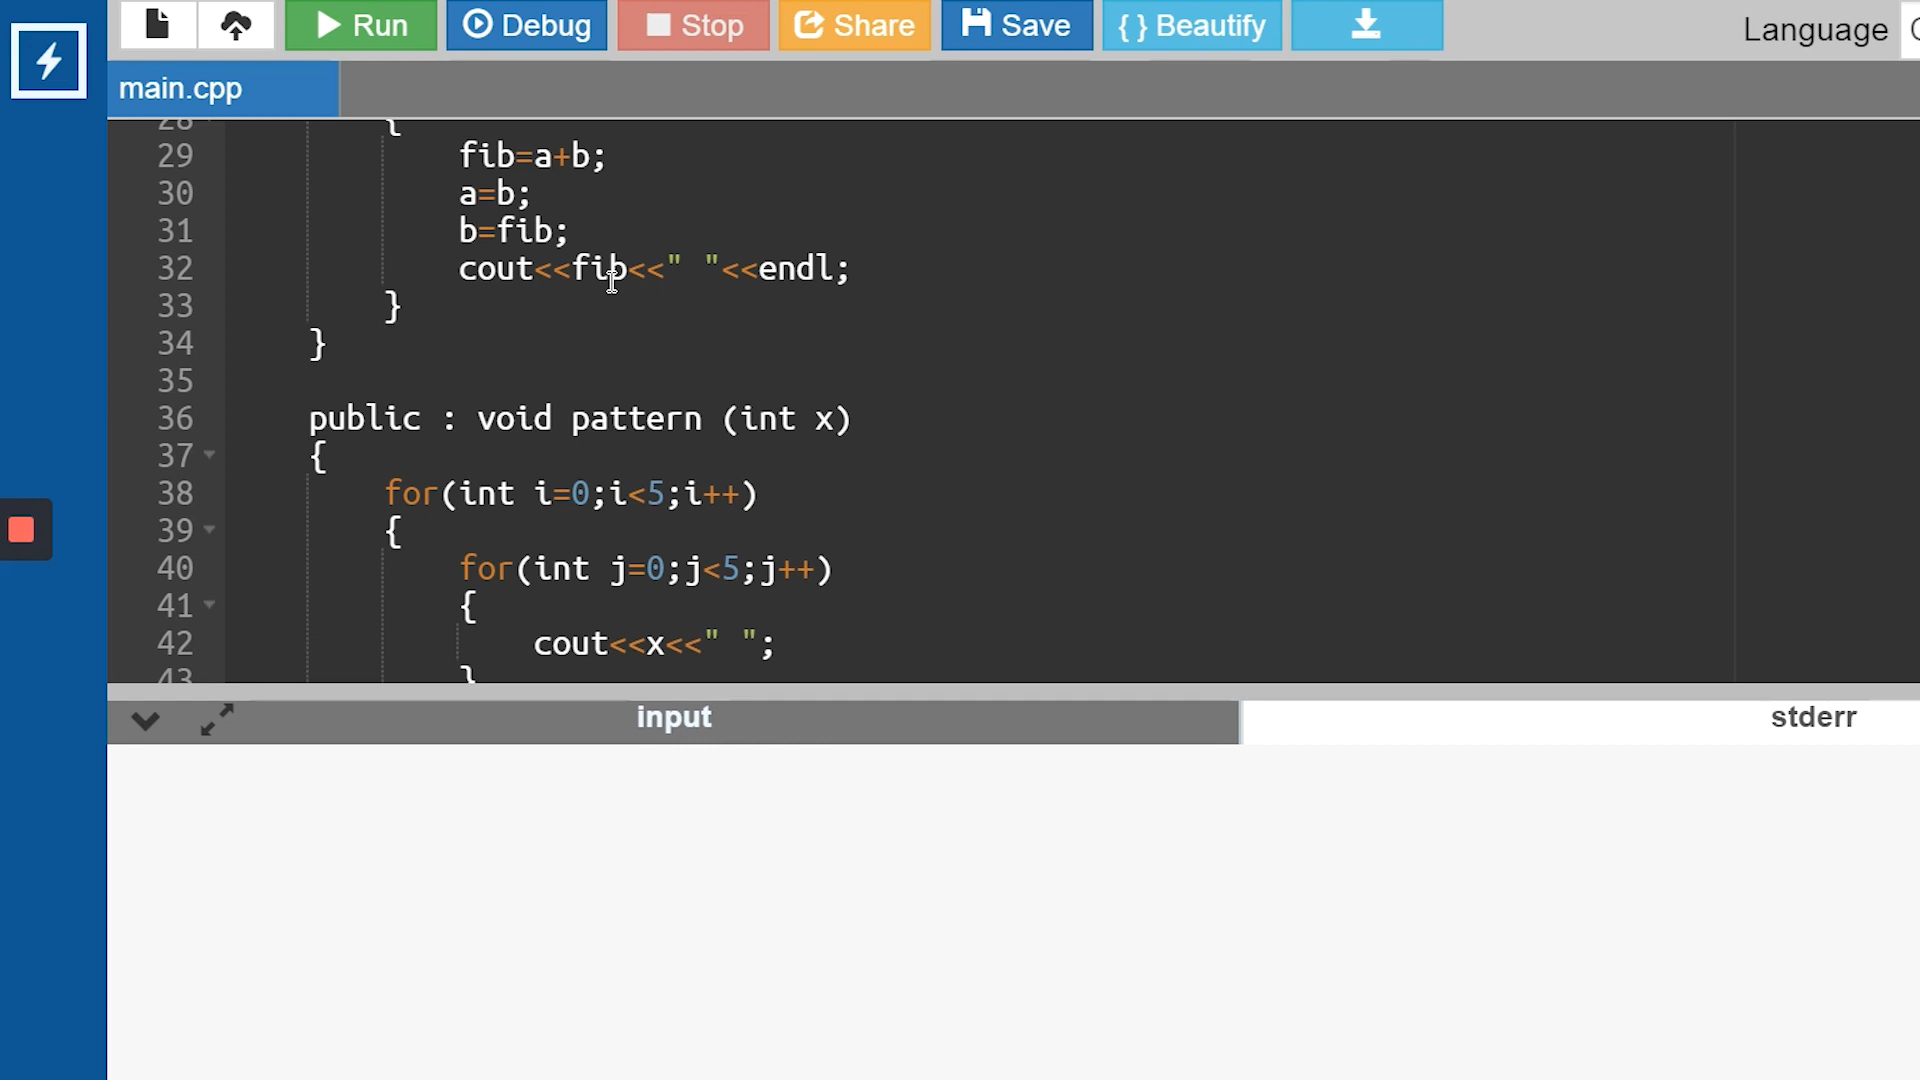 Run Debug Stop Share Save { } Beautify Language
main.cpp
28 {
29 fib=a+b;
30 a=b;
31 b=fib;
32 cout<<fib<<" "<<endl;
33 }
34 }
35
36 public : void pattern (int x)
37 {
38 for(int i=0;i<5;i++)
39 {
40 for(int j=0;j<5;j++)
41 {
42 cout<<x<<" ";
43 }
input stderr